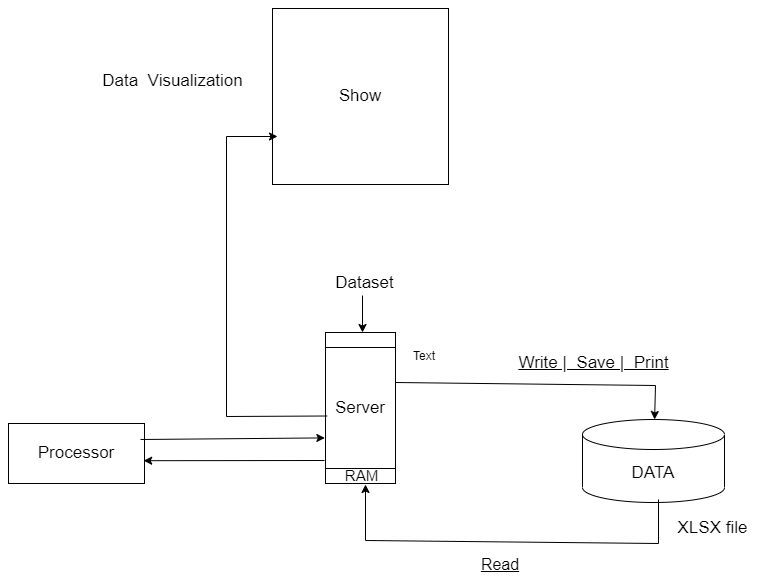 Data  Visualization
Show
Dataset
Text
Write |  Save |  Print
Server
Processor
RAM
DATA
XLSX file
Read